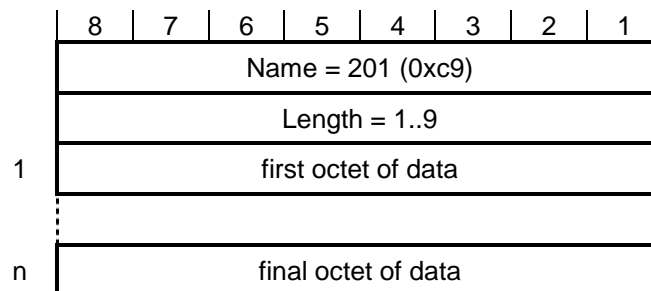 8 7 6 5 4 3 2 1
Name = 201 (0xc9)
Length = 1..9
1 first octet of data
n final octet of data